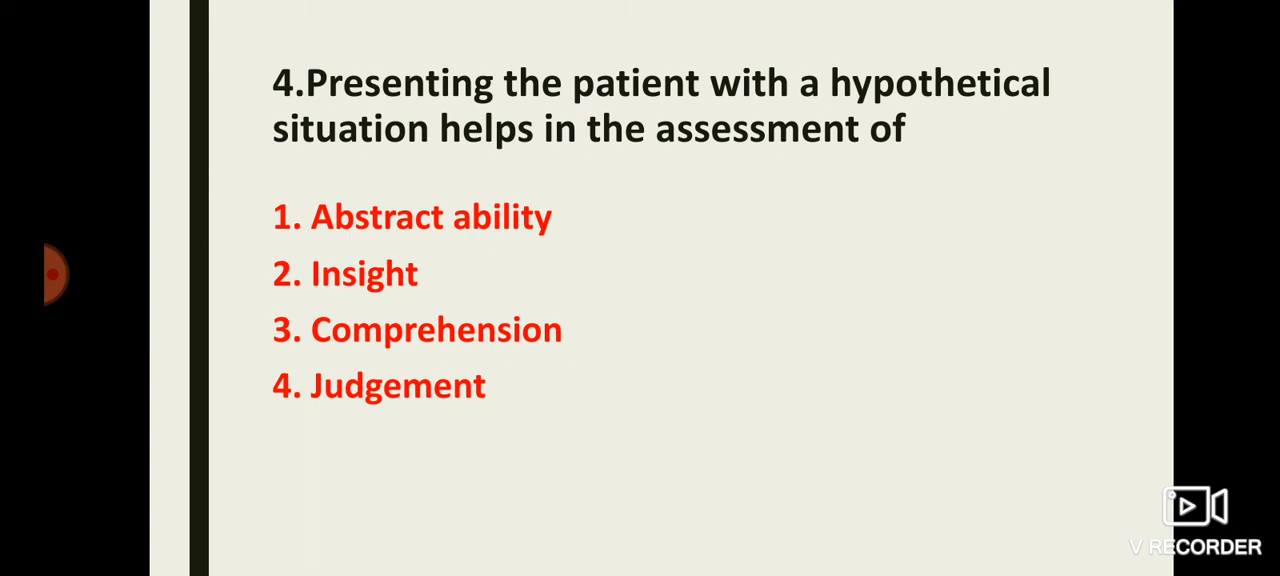 4.Presenting the patient with a hypothetical
situation helps in the assessment of
1. Abstract ability
2. Insight
3. Comprehension
4. Judgement
V RECORDER